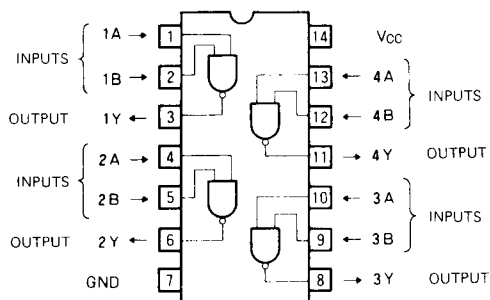 1A 1 14 VCC
INPUTS
1B 2 13 4A
INPUTS
OUTPUT 1Y 3 12 4B
2A 4 11 4Y OUTPUT
INPUTS
2B 5 10 3A
INPUTS
OUTPUT 2Y 6 9 3B
GND 7 8 3Y OUTPUT